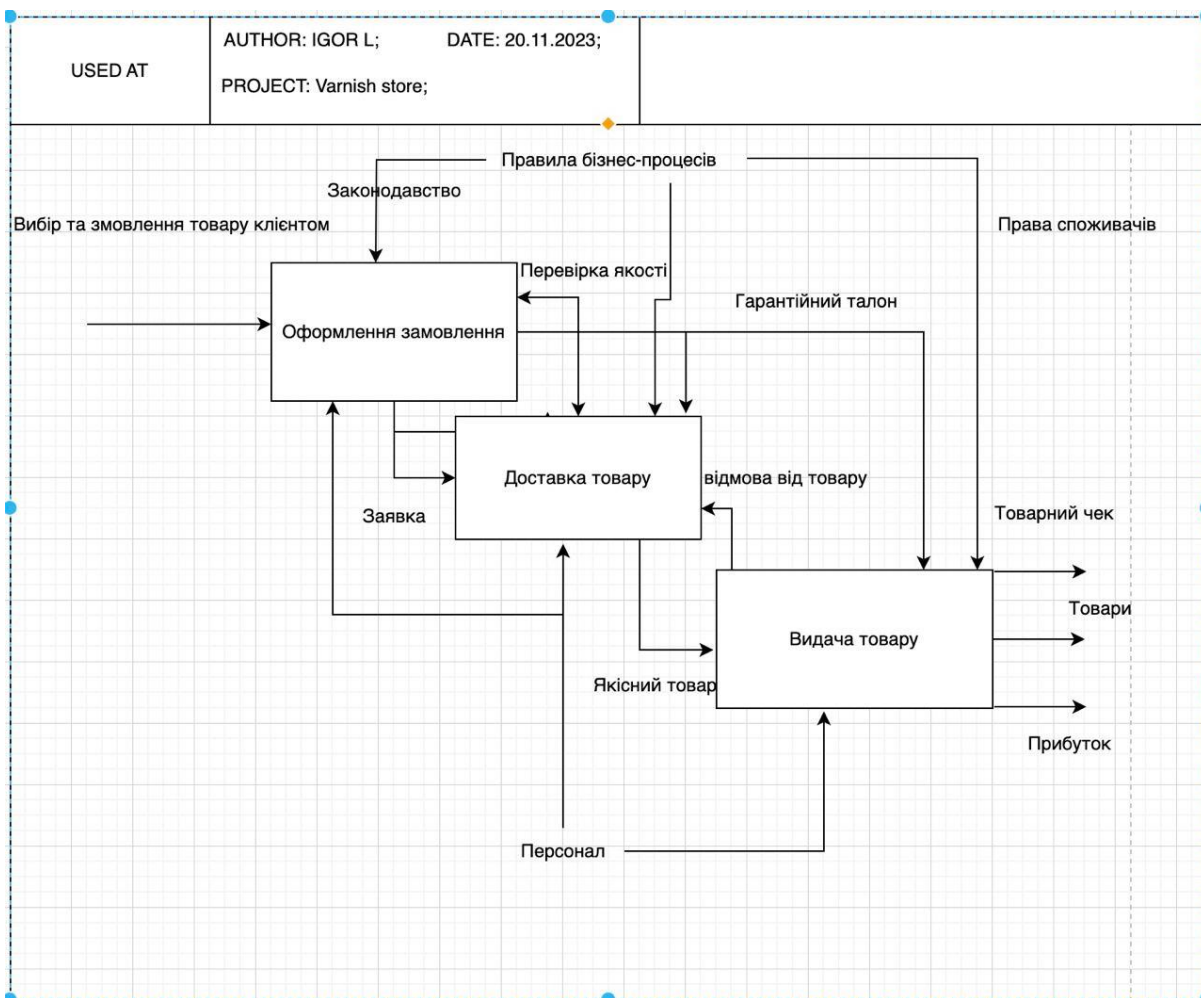 USED AT
AUTHOR: IGOR L; DATE: 20.11.2023;
PROJECT: Varnish store;
Правила бізнес-процесів
Законодавство
Вибір та змовлення товару клієнтом
Права споживачів
Перевірка якості
Гарантійний талон
Оформлення замовлення
Доставка товару
відмова від товару
Заявка
Товарний чек
Товари
Видача товару
Якісний товар
Прибуток
Персонал